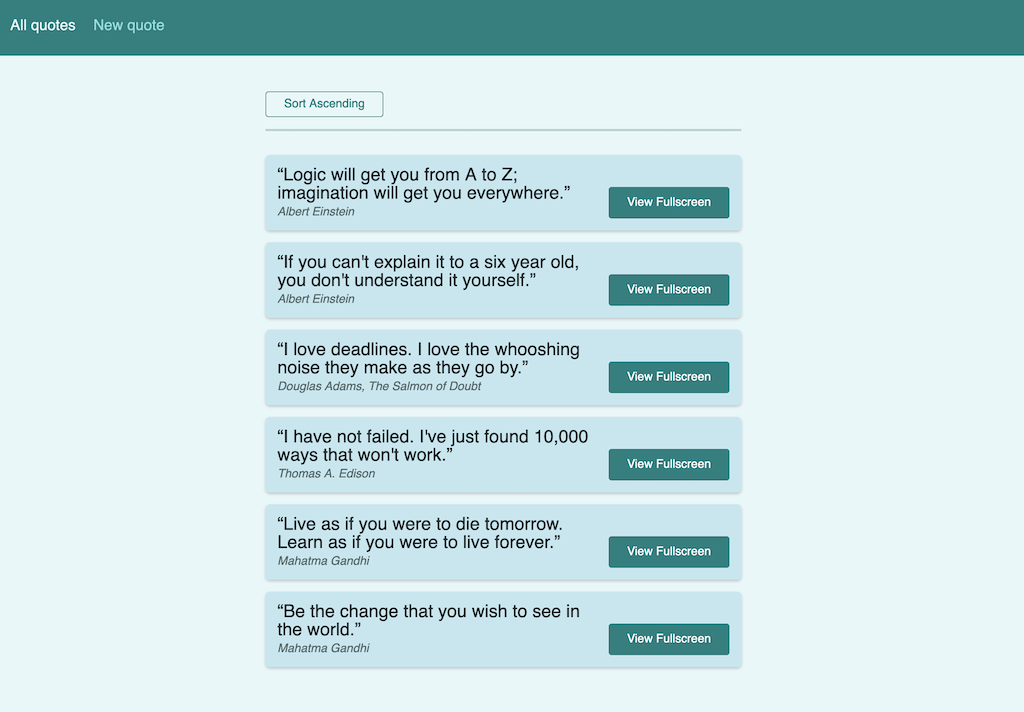 All quotes New quote
Sort Ascending
“Logic will get you from A to Z;
imagination will get you everywhere.”
Albert Einstein
View Fullscreen
“If you can't explain it to a six year old,
you don't understand it yourself.”
Albert Einstein
View Fullscreen
“I love deadlines. I love the whooshing
noise they make as they go by.”
Douglas Adams, The Salmon of Doubt
View Fullscreen
“I have not failed. I've just found 10,000
ways that won't work.”
Thomas A. Edison
View Fullscreen
“Live as if you were to die tomorrow.
Learn as if you were to live forever.”
Mahatma Gandhi
View Fullscreen
“Be the change that you wish to see in
the world.”
Mahatma Gandhi
View Fullscreen